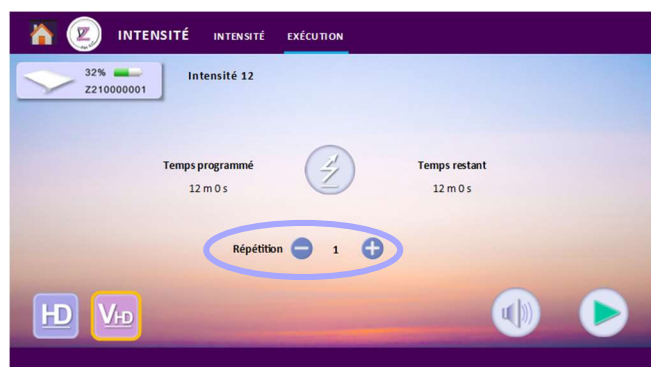 INTENSITÉ INTENSITÉ EXÉCUTION
32%
Z210000001
Intensité 12
Temps programmé
12 m 0 s
Temps restant
12 m 0 s
Répétition 1
HD VHD